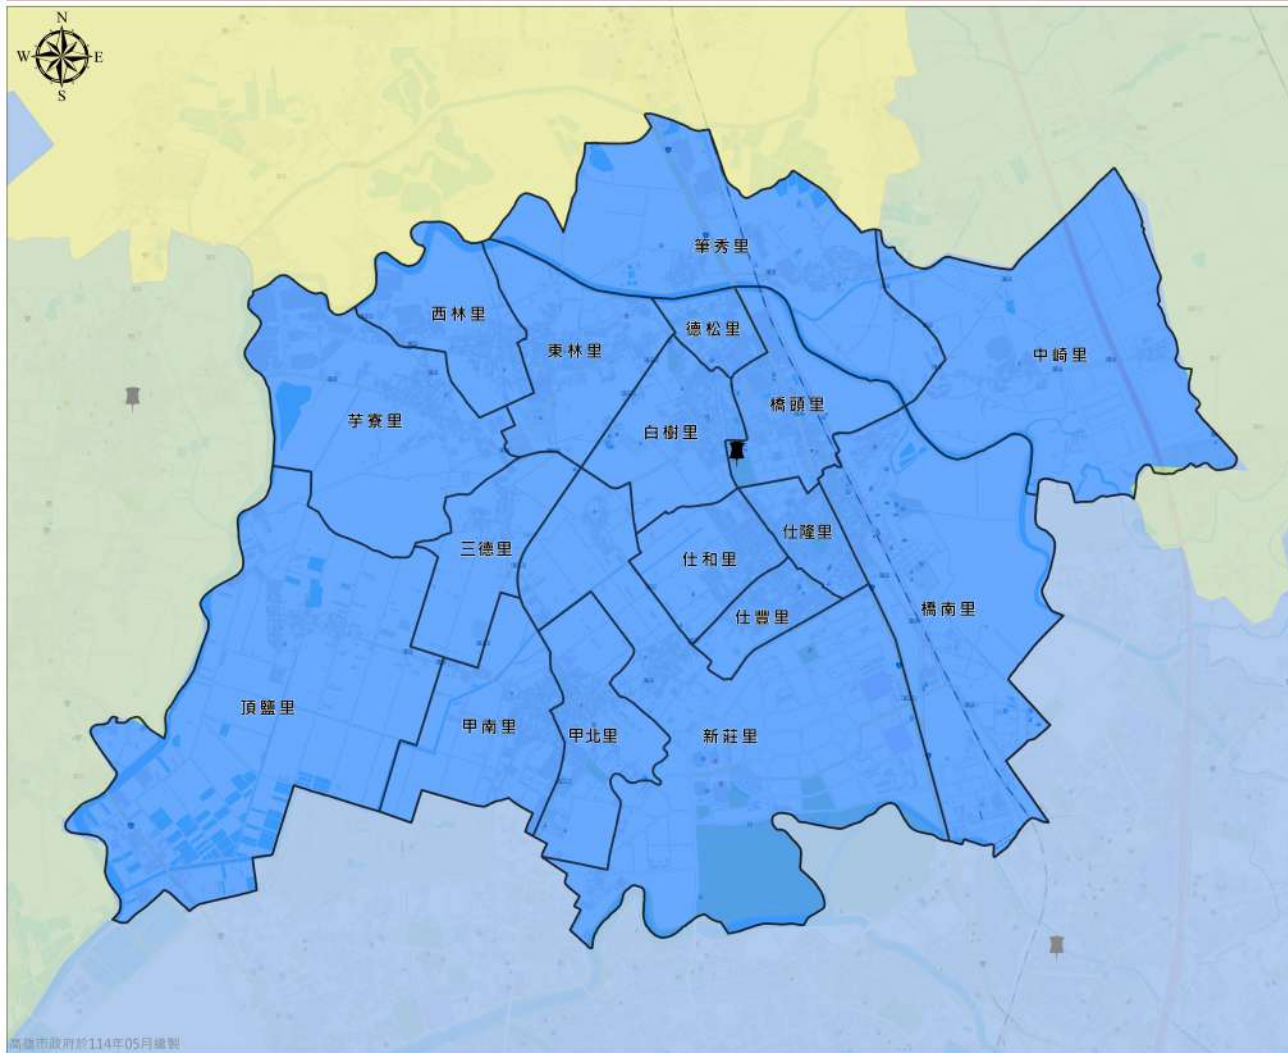 N
W E
S
筆秀里
西林里
德松里
東林里
中崎里
橋頭里
芋寮里
白樹里
仕隆里
三德里
仕和里
橋南里
仕豐里
頂鹽里
甲南里
甲北里
新莊里
高雄市政府於114年05月繪製